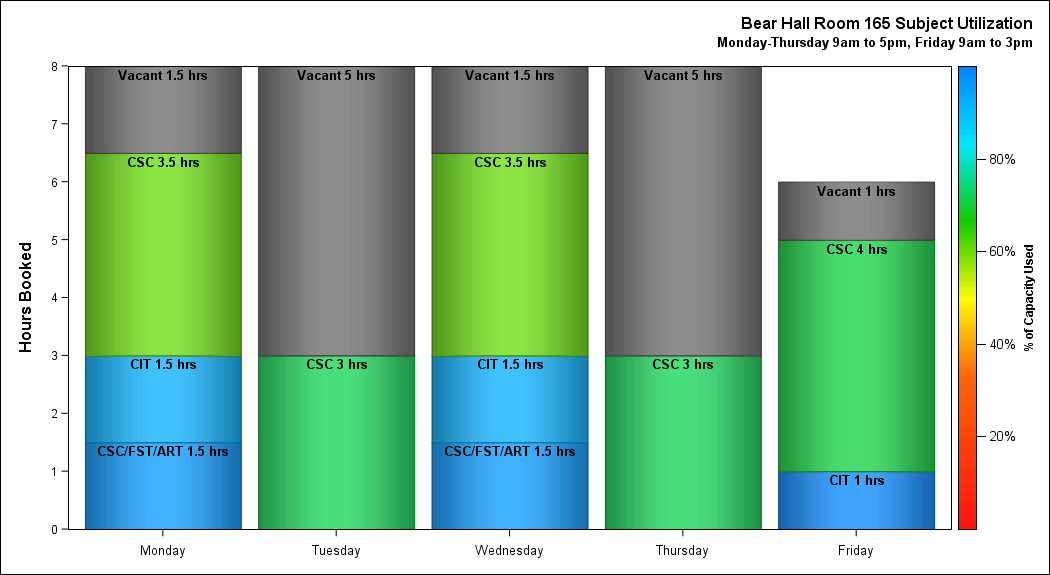 Bear Hall Room 165 Subject Utilization
Monday-Thursday 9am to 5pm, Friday 9am to 3pm
Hours Booked
8
7
6
5
4
3
2
1
0
Vacant 1.5 hrs
CSC 3.5 hrs
CIT 1.5 hrs
CSC/FST/ART 1.5 hrs
Vacant 5 hrs
CSC 3 hrs
Vacant 1.5 hrs
CSC 3.5 hrs
CIT 1.5 hrs
CSC/FST/ART 1.5 hrs
Vacant 5 hrs
CSC 3 hrs
Vacant 1 hrs
CSC 4 hrs
CIT 1 hrs
Monday
Tuesday
Wednesday
Thursday
Friday
80%
60%
40%
20%
% of Capacity Used